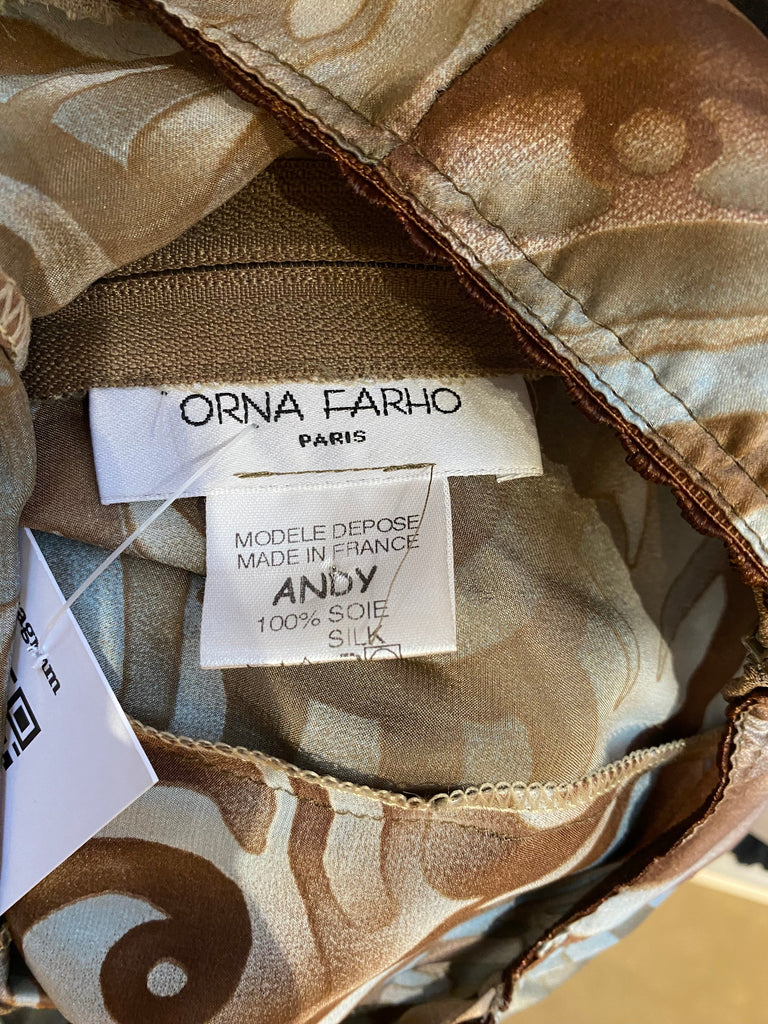 ORNA FARHO
PARIS
MODELE DEPOSE
MADE IN FRANCE
ANDY
100% SOIE
SILK